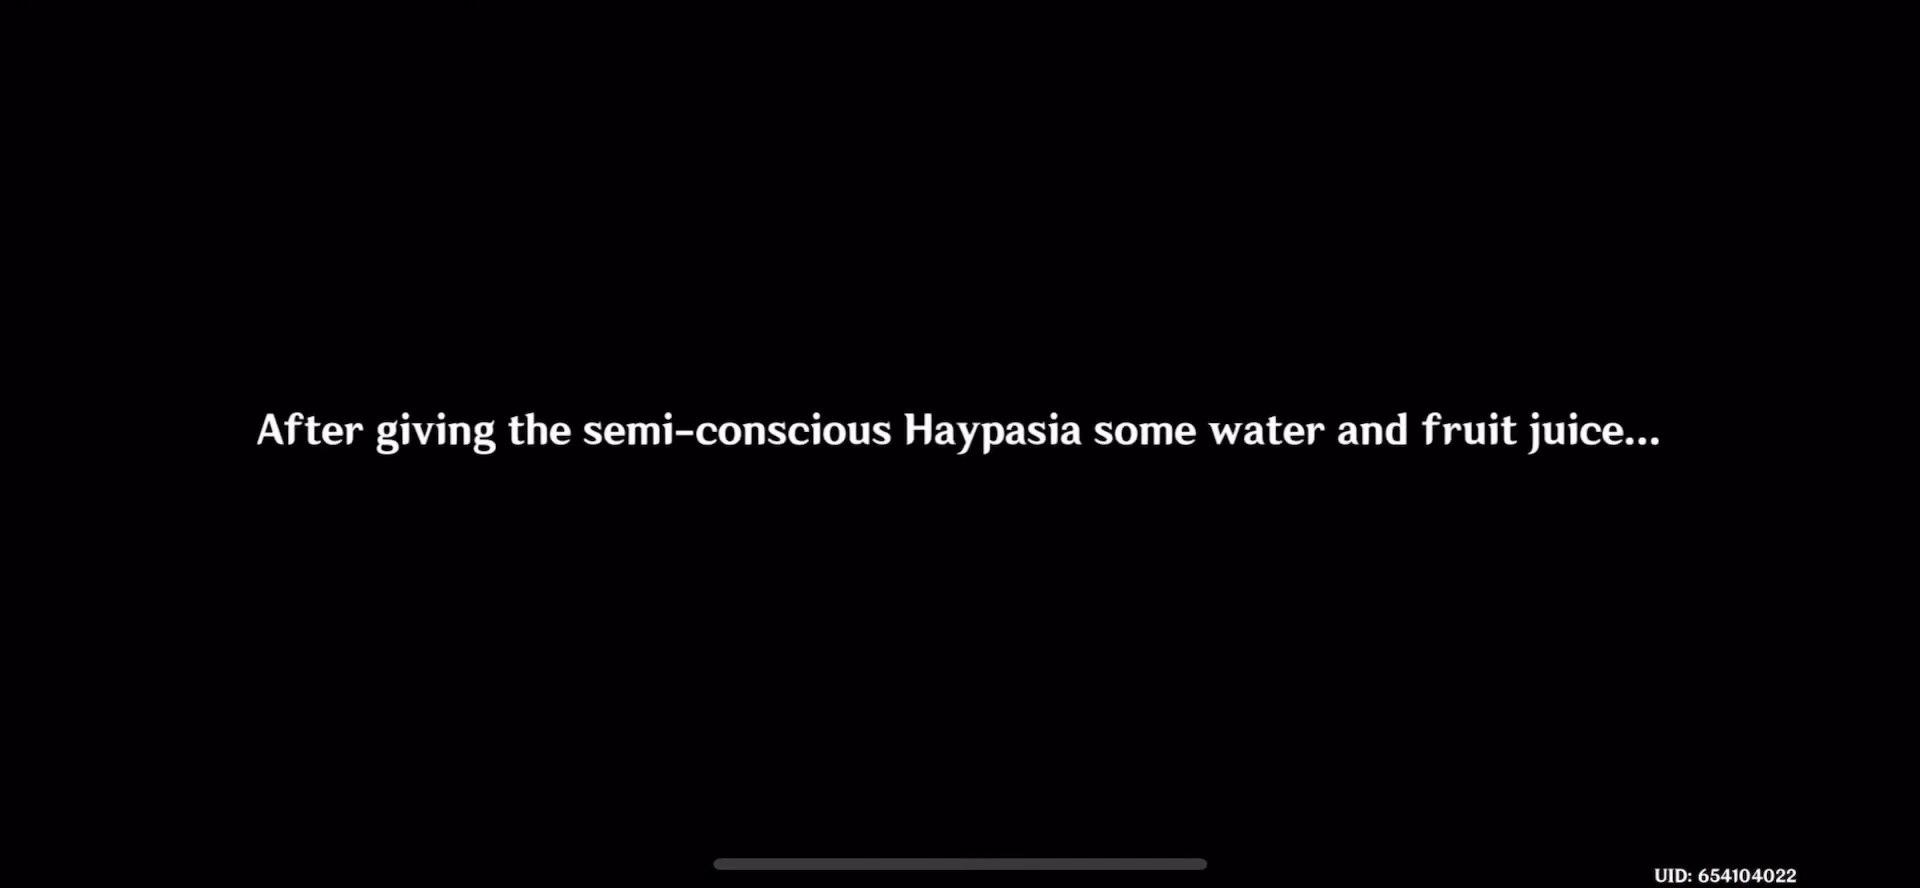 After giving the semi-conscious Haypasia some water and fruit juice...
UID: 654104022